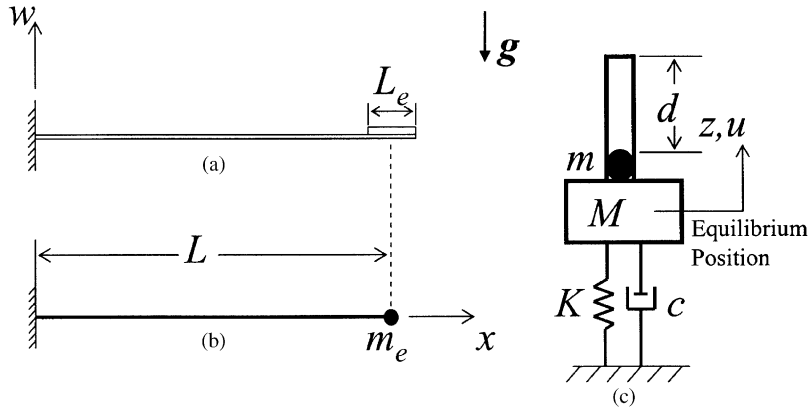 w
g
L_e
(a)
L
m_e
x
(b)
d
z, u
m
M
Equilibrium
Position
K
c
(c)